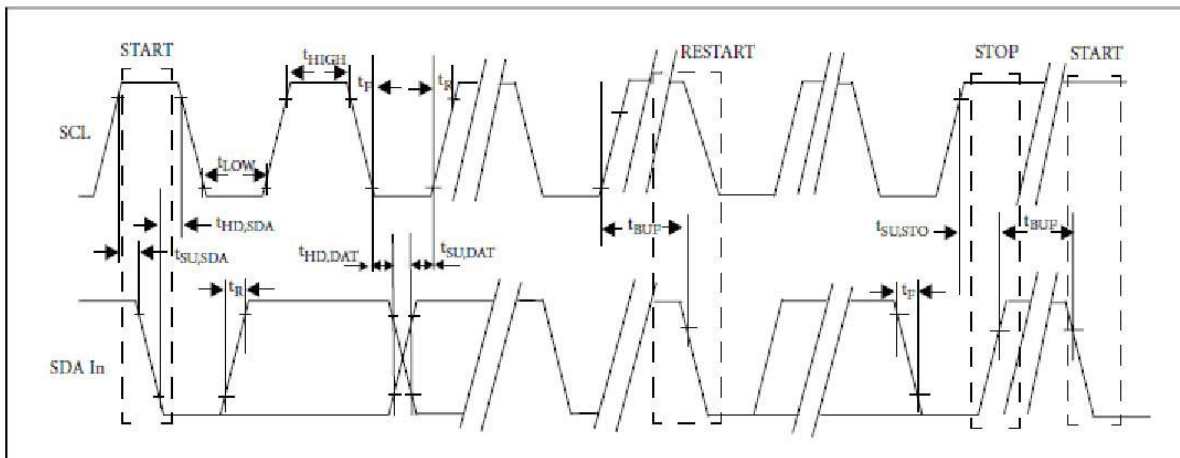 START
RESTART
STOP
START
tHIGH
tF
tR
SCL
tLOW
tHD,SDA
tSU,SDA
tHD,DAT
tSU,DAT
tBUF
tSU,STO
tBUF
tR
tF
SDA In